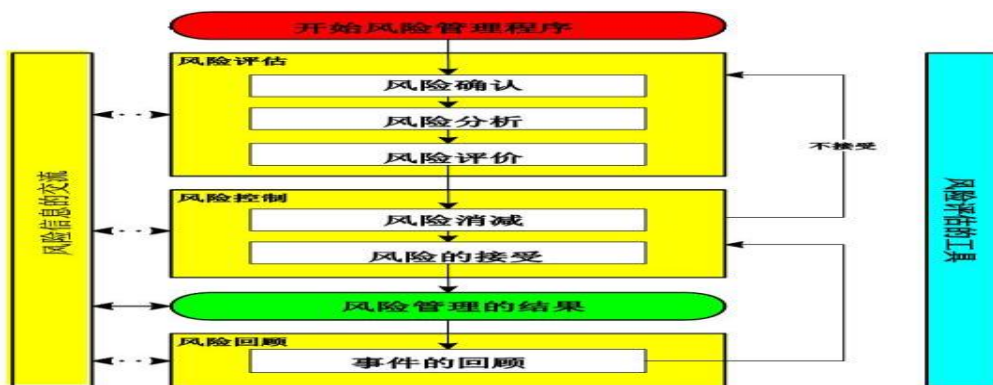 开始风险管理程序
风险评估
风险确认
风险分析
风险评价
不接受
风险控制
风险消减
风险的接受
风险管理的结果
风险回顾
事件的回顾
风险信息的交流
风险评估的工具